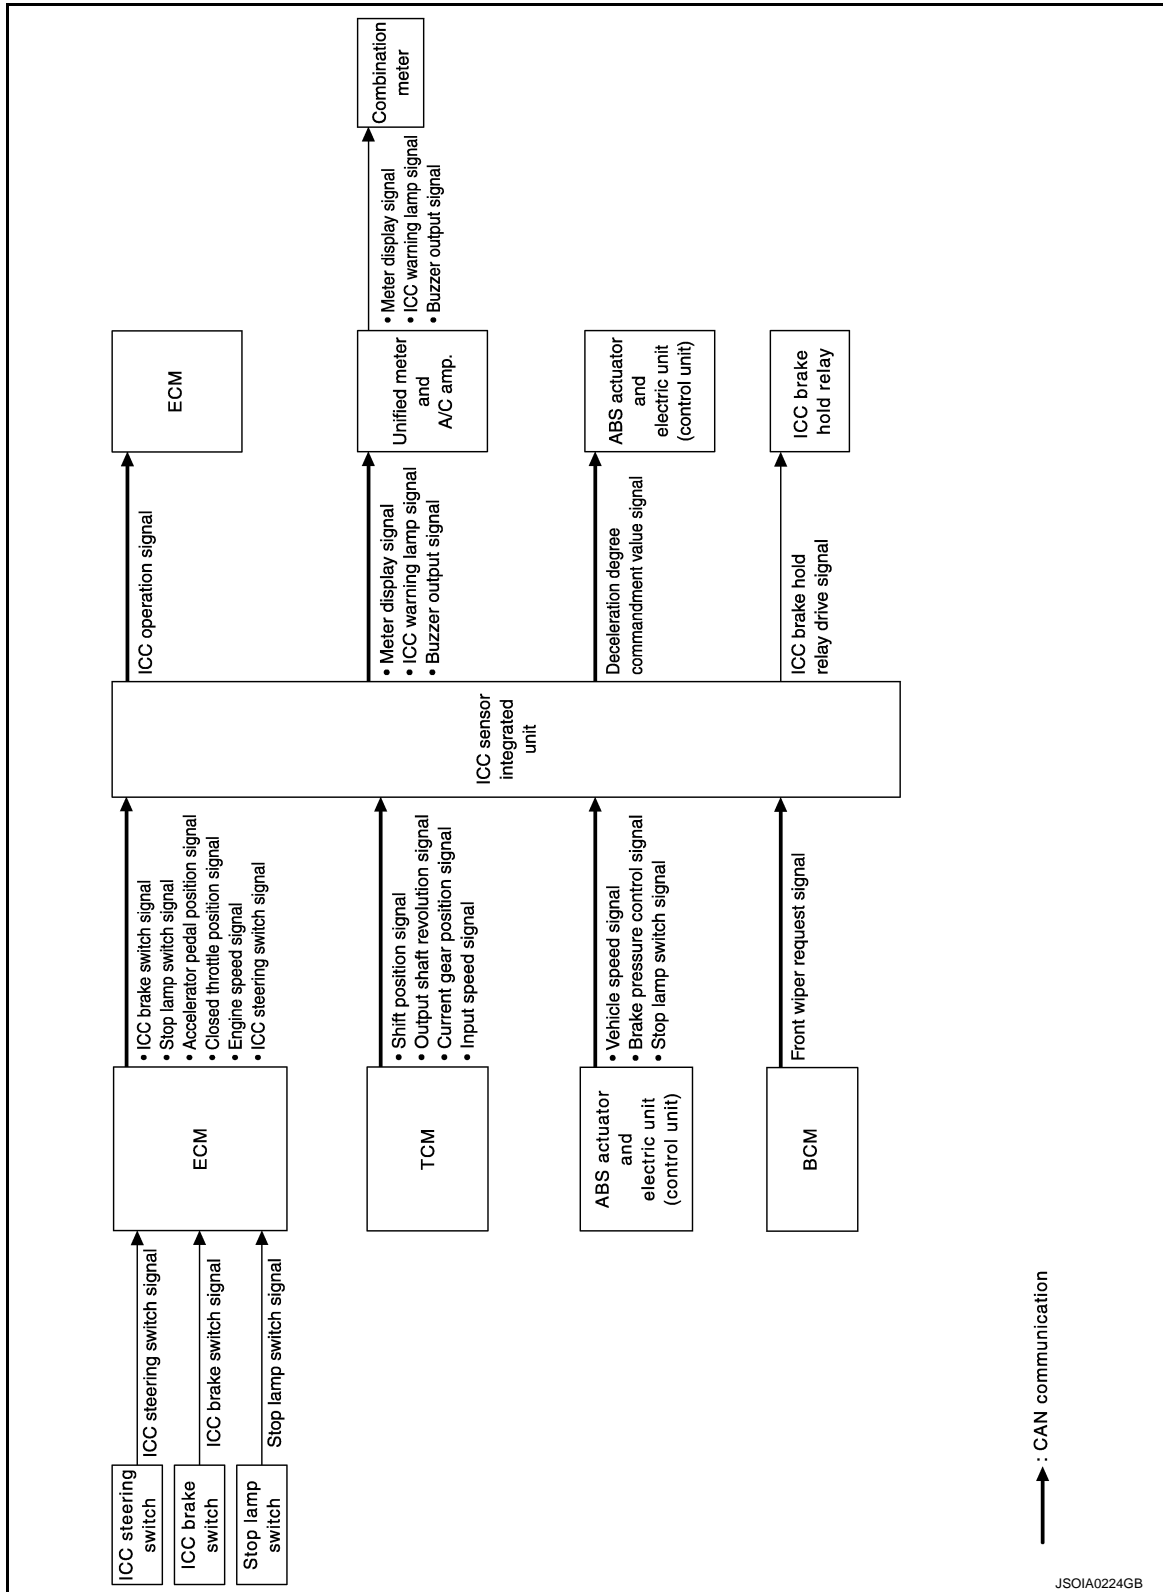 ICC steering
switch
ICC brake
switch
Stop lamp
switch
ICC steering switch signal
ICC brake switch signal
Stop lamp switch signal
ECM
• ICC brake switch signal
• Stop lamp switch signal
• Accelerator pedal position signal
• Closed throttle position signal
• Engine speed signal
• ICC steering switch signal
TCM
• Shift position signal
• Output shaft revolution signal
• Current gear position signal
• Input speed signal
ABS actuator
and
electric unit
(control unit)
• Vehicle speed signal
• Brake pressure control signal
• Stop lamp switch signal
BCM
Front wiper request signal
ICC sensor
integrated
unit
ICC operation signal
ECM
• Meter display signal
• ICC warning lamp signal
• Buzzer output signal
Unified meter
and
A/C amp.
• Meter display signal
• ICC warning lamp signal
• Buzzer output signal
Combination
meter
Deceleration degree
commandment value signal
ABS actuator
and
electric unit
(control unit)
ICC brake hold
relay drive signal
ICC brake
hold relay
: CAN communication
JSOIA0224GB